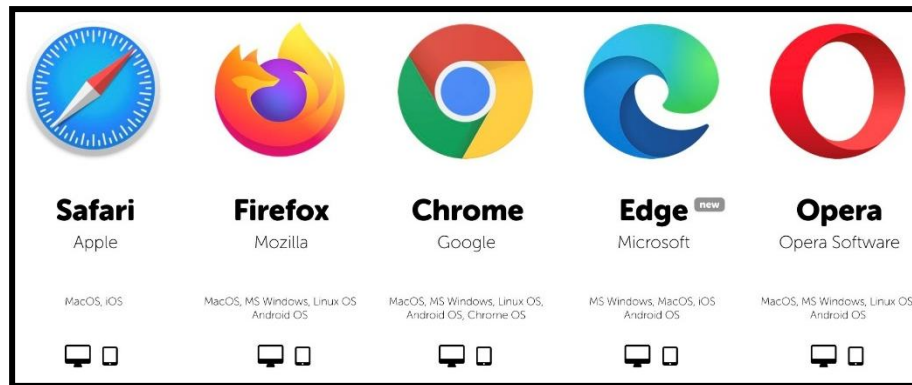 Safari
Apple
MacOS, iOS
Firefox
Mozilla
MacOS, MS Windows, Linux OS
Android OS
Chrome
Google
MacOS, MS Windows, Linux OS,
Android OS, Chrome OS
Edge new
Microsoft
MS Windows, MacOS, iOS
Android OS
Opera
Opera Software
MacOS, MS Windows, Linux OS
Android OS